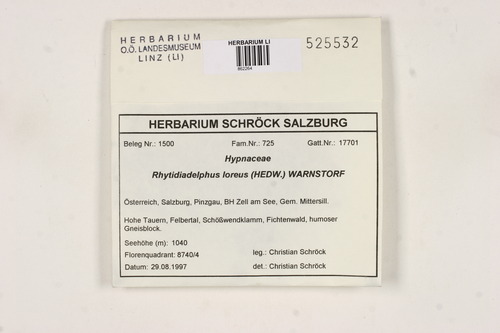 HERBARIUM
O.Ö. LANDESMUSEUM
LINZ (LI)
HERBARIUM LI
862264
525532
HERBARIUM SCHRÖCK SALZBURG
Beleg Nr.: 1500 Fam.Nr.: 725 Gatt.Nr.: 17701
Hypnaceae
Rhytidiadelphus loreus (HEDW.) WARNSTORF
Österreich, Salzburg, Pinzgau, BH Zell am See, Gem. Mittersill.
Hohe Tauern, Felbertal, Schößwendklamm, Fichtenwald, humoser
Gneisblock.
Seehöhe (m): 1040
Florenquadrant: 8740/4 leg.: Christian Schröck
Datum: 29.08.1997 det.: Christian Schröck